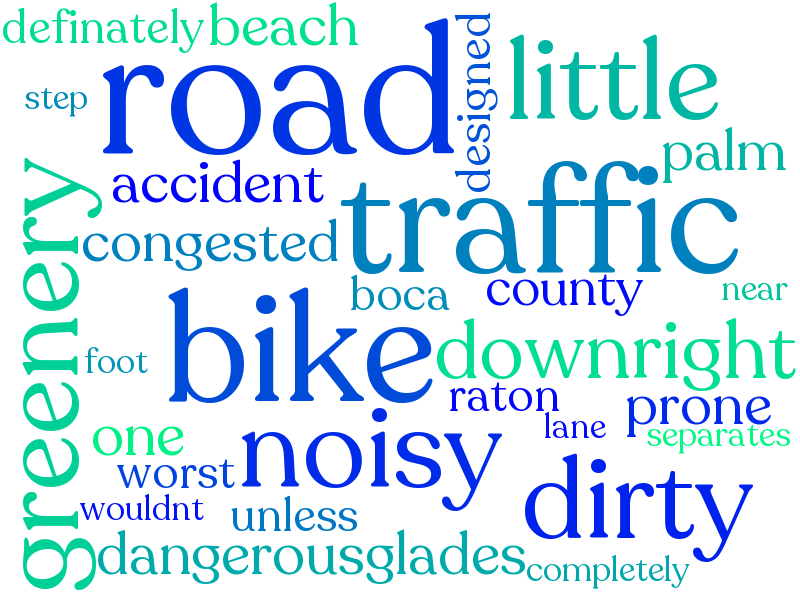 definately
beach
step
road
designed
little
accident
palm
greenery
congested
traffic
boca
county
near
foot
bike
downright
raton
prone
one
noisy
lane
separates
worst
dirty
wouldnt
unless
dangerous
glades
completely